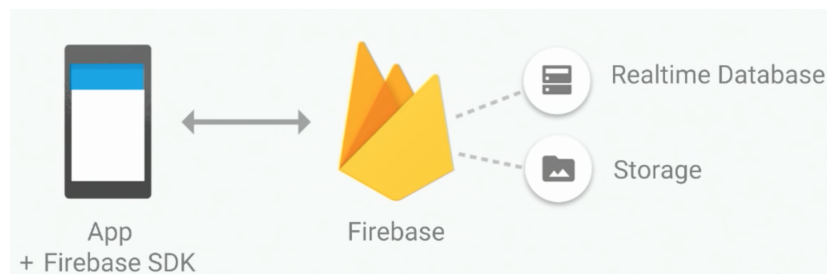 Realtime Database
Storage
App
+ Firebase SDK
Firebase